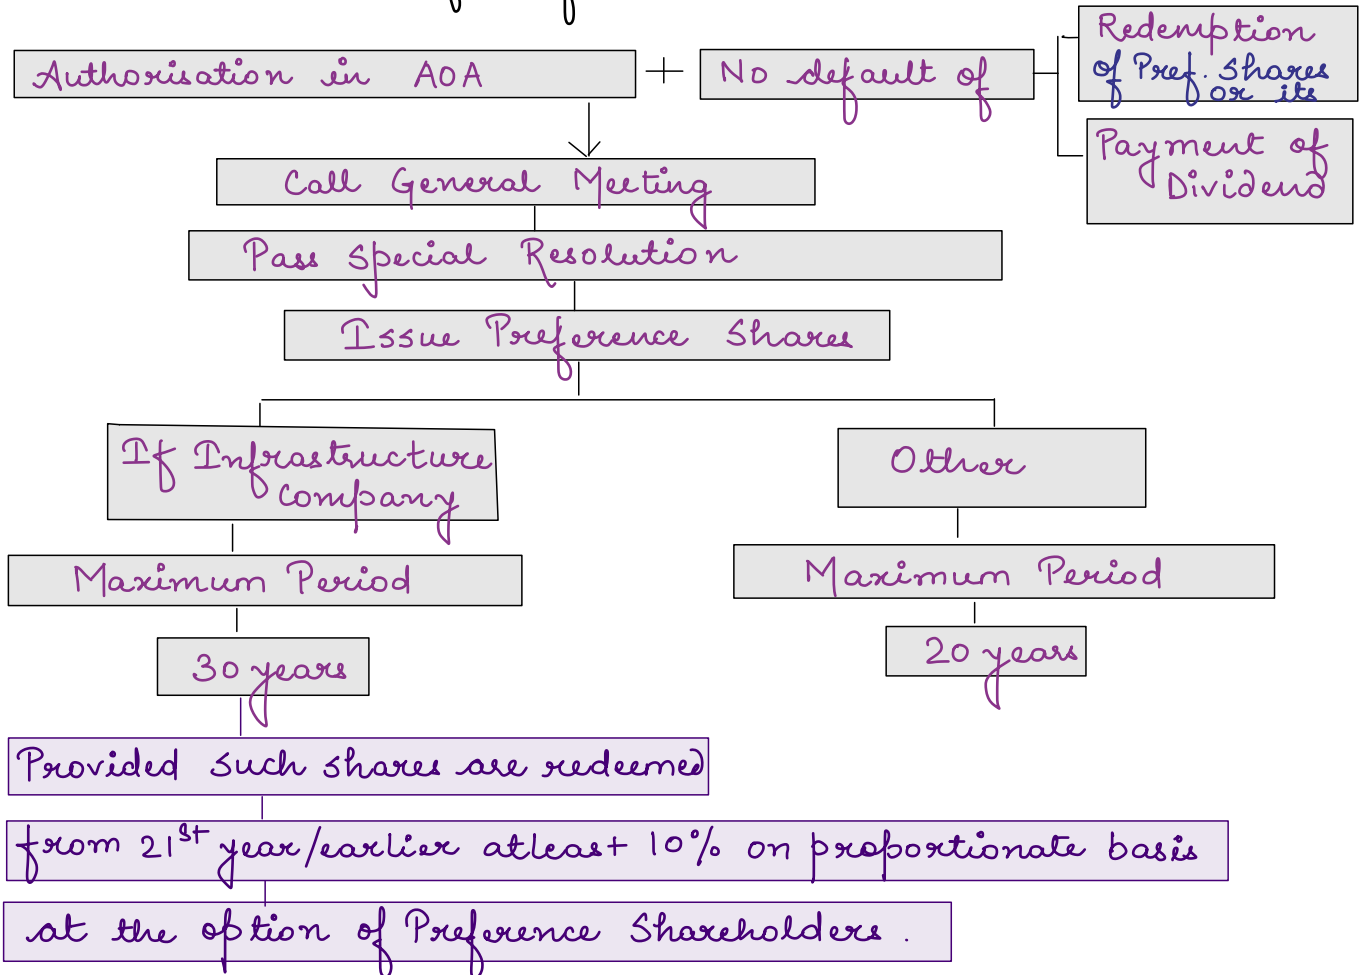 Authorisation in AOA + No default of
Redemption
of Pref. Shares
or its
Payment of
Dividend
Call General Meeting
Pass Special Resolution
Issue Preference Shares
If Infrastructure
company
Other
Maximum Period
Maximum Period
30 years
20 years
Provided such shares are redeemed
from 21st year/earlier atleast 10% on proportionate basis
at the option of Preference Shareholders.